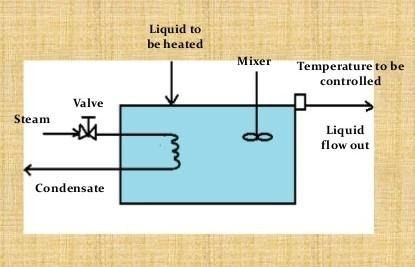 Liquid to
be heated
Mixer
Temperature to be
controlled
Valve
Steam
Liquid
flow out
Condensate